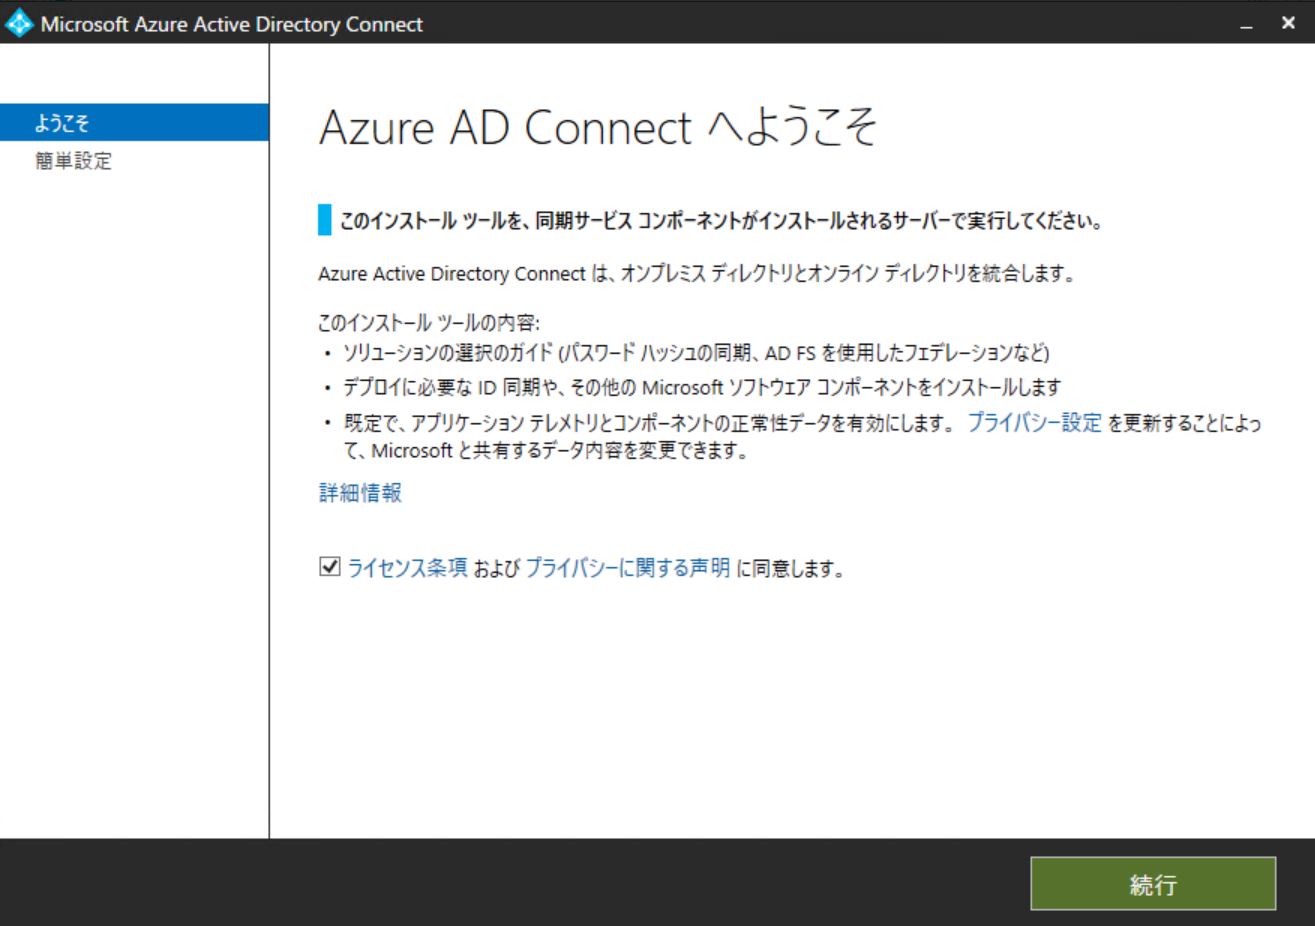 Microsoft Azure Active Directory Connect
ようこそ
簡単設定
Azure AD Connect へようこそ
このインストール ツールを、同期サービス コンポーネントがインストールされるサーバーで実行してください。
Azure Active Directory Connect は、オンプレミス ディレクトリとオンライン ディレクトリを統合します。
このインストール ツールの内容:
・ ソリューションの選択のガイド (パスワード ハッシュの同期、AD FS を使用したフェデレーションなど)
・ デプロイに必要な ID 同期や、その他の Microsoft ソフトウェア コンポーネントをインストールします
・ 既定で、アプリケーション テレメトリとコンポーネントの正常性データを有効にします。 プライバシー設定 を更新することによっ
て、Microsoft と共有するデータ内容を変更できます。
詳細情報
ライセンス条項 および プライバシーに関する声明 に同意します。
続行